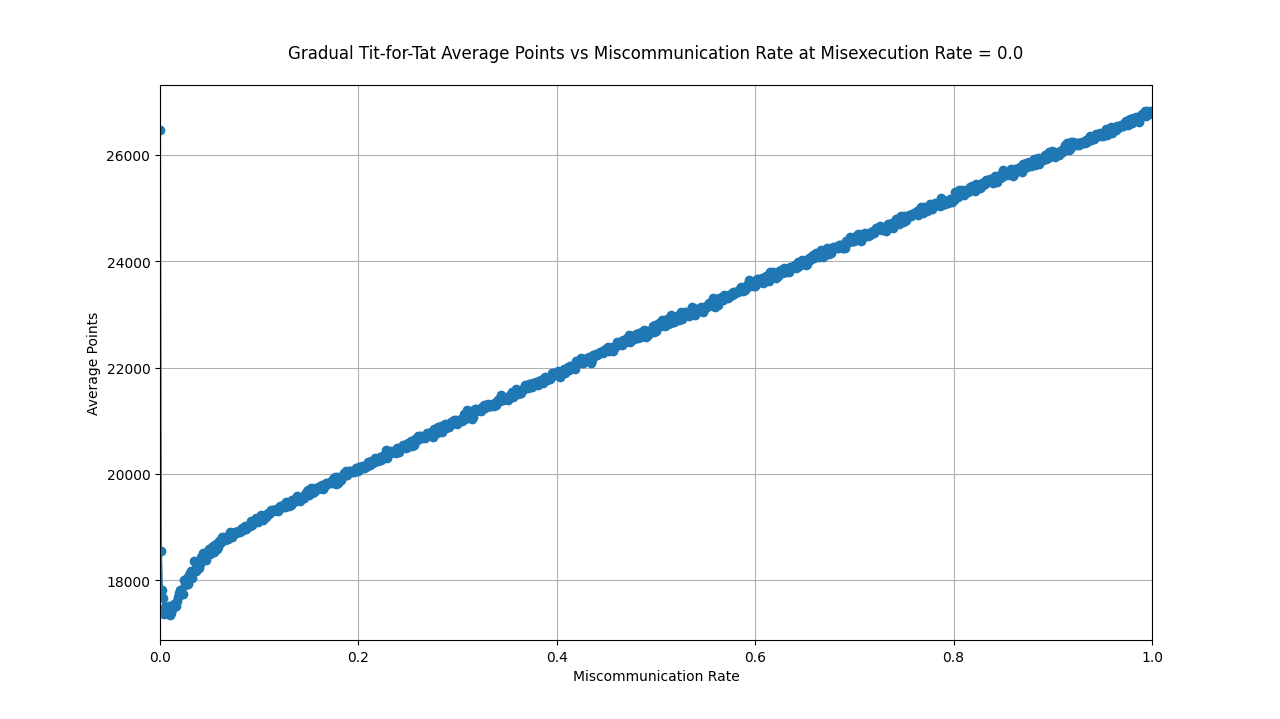 Gradual Tit-for-Tat Average Points vs Miscommunication Rate at Misexecution Rate = 0.0
26000
24000
22000
20000
18000
Average Points
0.0 0.2 0.4 0.6 0.8 1.0
Miscommunication Rate